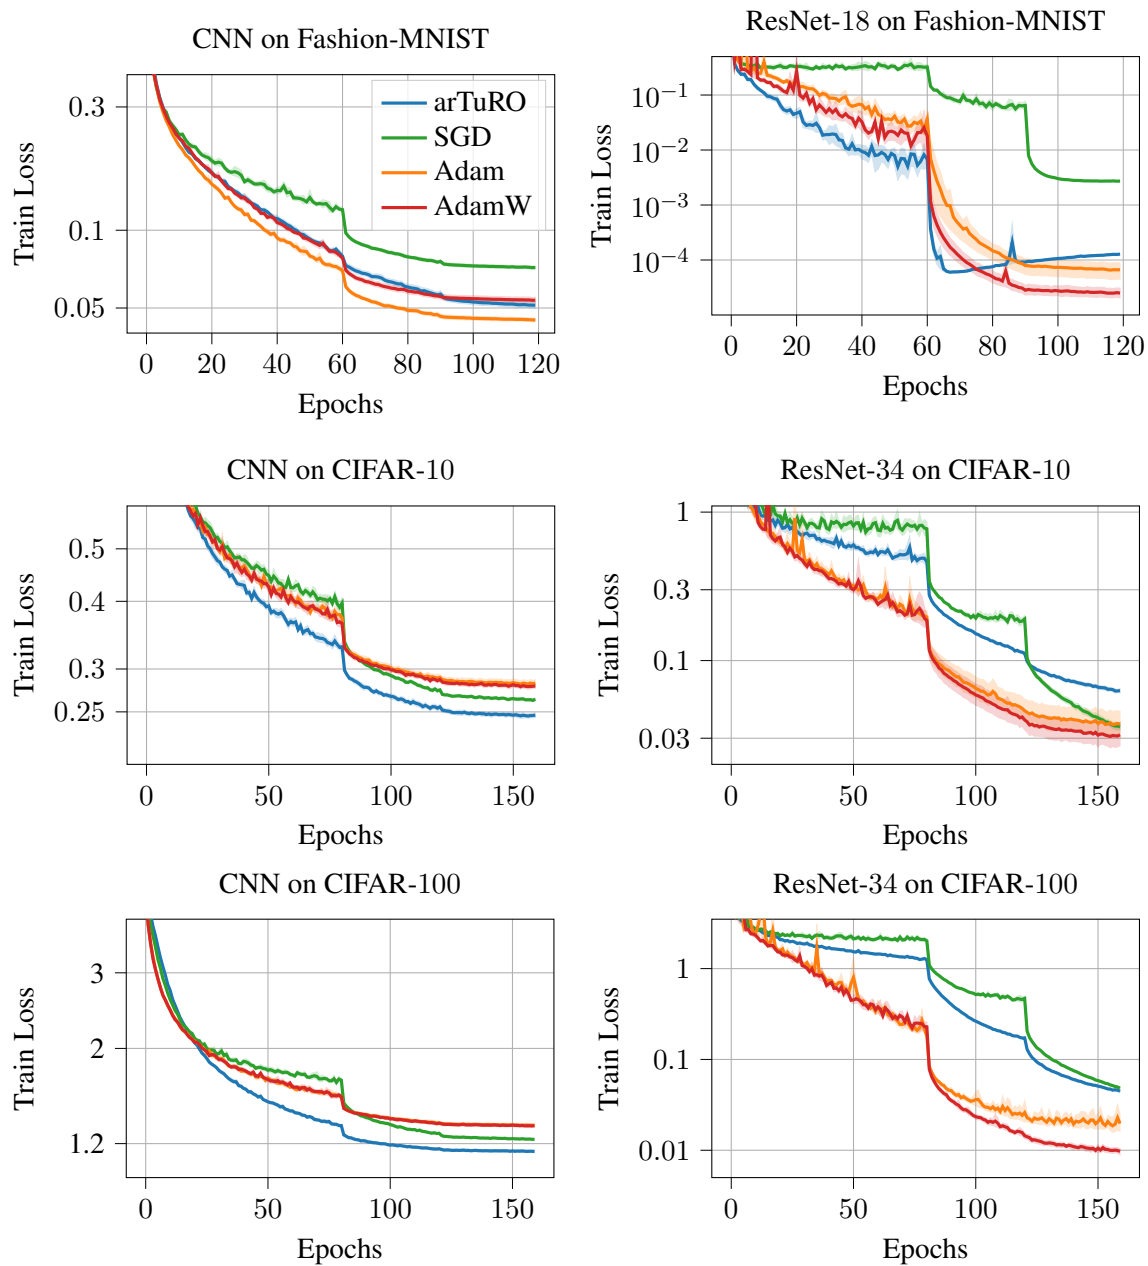 CNN on Fashion-MNIST
0.3
0.1
0.05
Train Loss
arTuRO
SGD
Adam
AdamW
0 20 40 60 80 100 120
Epochs
ResNet-18 on Fashion-MNIST
10−1
10−2
10−3
10−4
Train Loss
0 20 40 60 80 100 120
Epochs
CNN on CIFAR-10
0.5
0.4
0.3
0.25
Train Loss
0 50 100 150
Epochs
ResNet-34 on CIFAR-10
1
0.3
0.1
0.03
Train Loss
0 50 100 150
Epochs
CNN on CIFAR-100
3
2
1.2
Train Loss
0 50 100 150
Epochs
ResNet-34 on CIFAR-100
1
0.1
0.01
Train Loss
0 50 100 150
Epochs